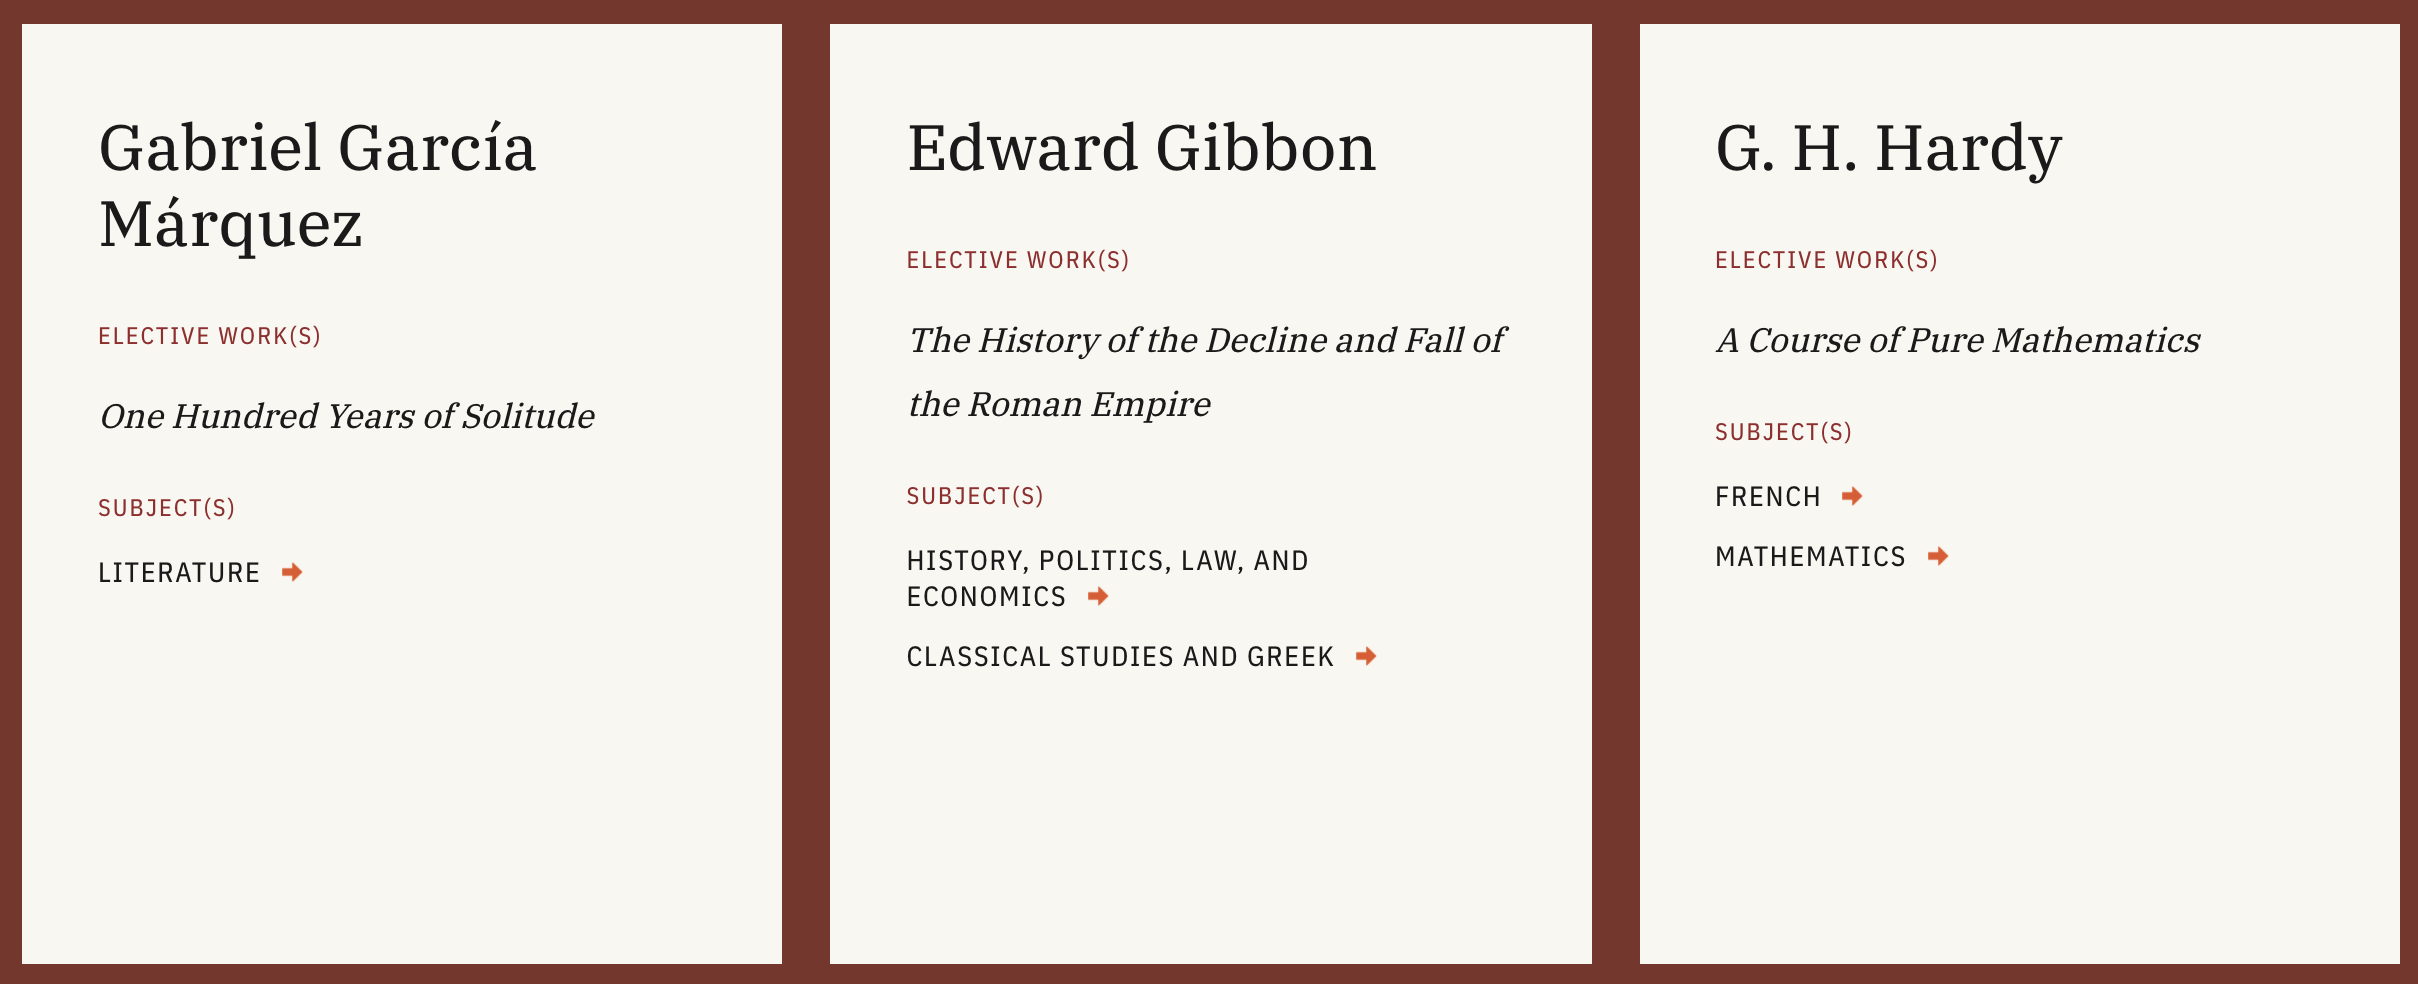 Gabriel García
Márquez
ELECTIVE WORK(S)
One Hundred Years of Solitude
SUBJECT(S)
LITERATURE
Edward Gibbon
ELECTIVE WORK(S)
The History of the Decline and Fall of
the Roman Empire
SUBJECT(S)
HISTORY, POLITICS, LAW, AND
ECONOMICS
CLASSICAL STUDIES AND GREEK
G. H. Hardy
ELECTIVE WORK(S)
A Course of Pure Mathematics
SUBJECT(S)
FRENCH
MATHEMATICS